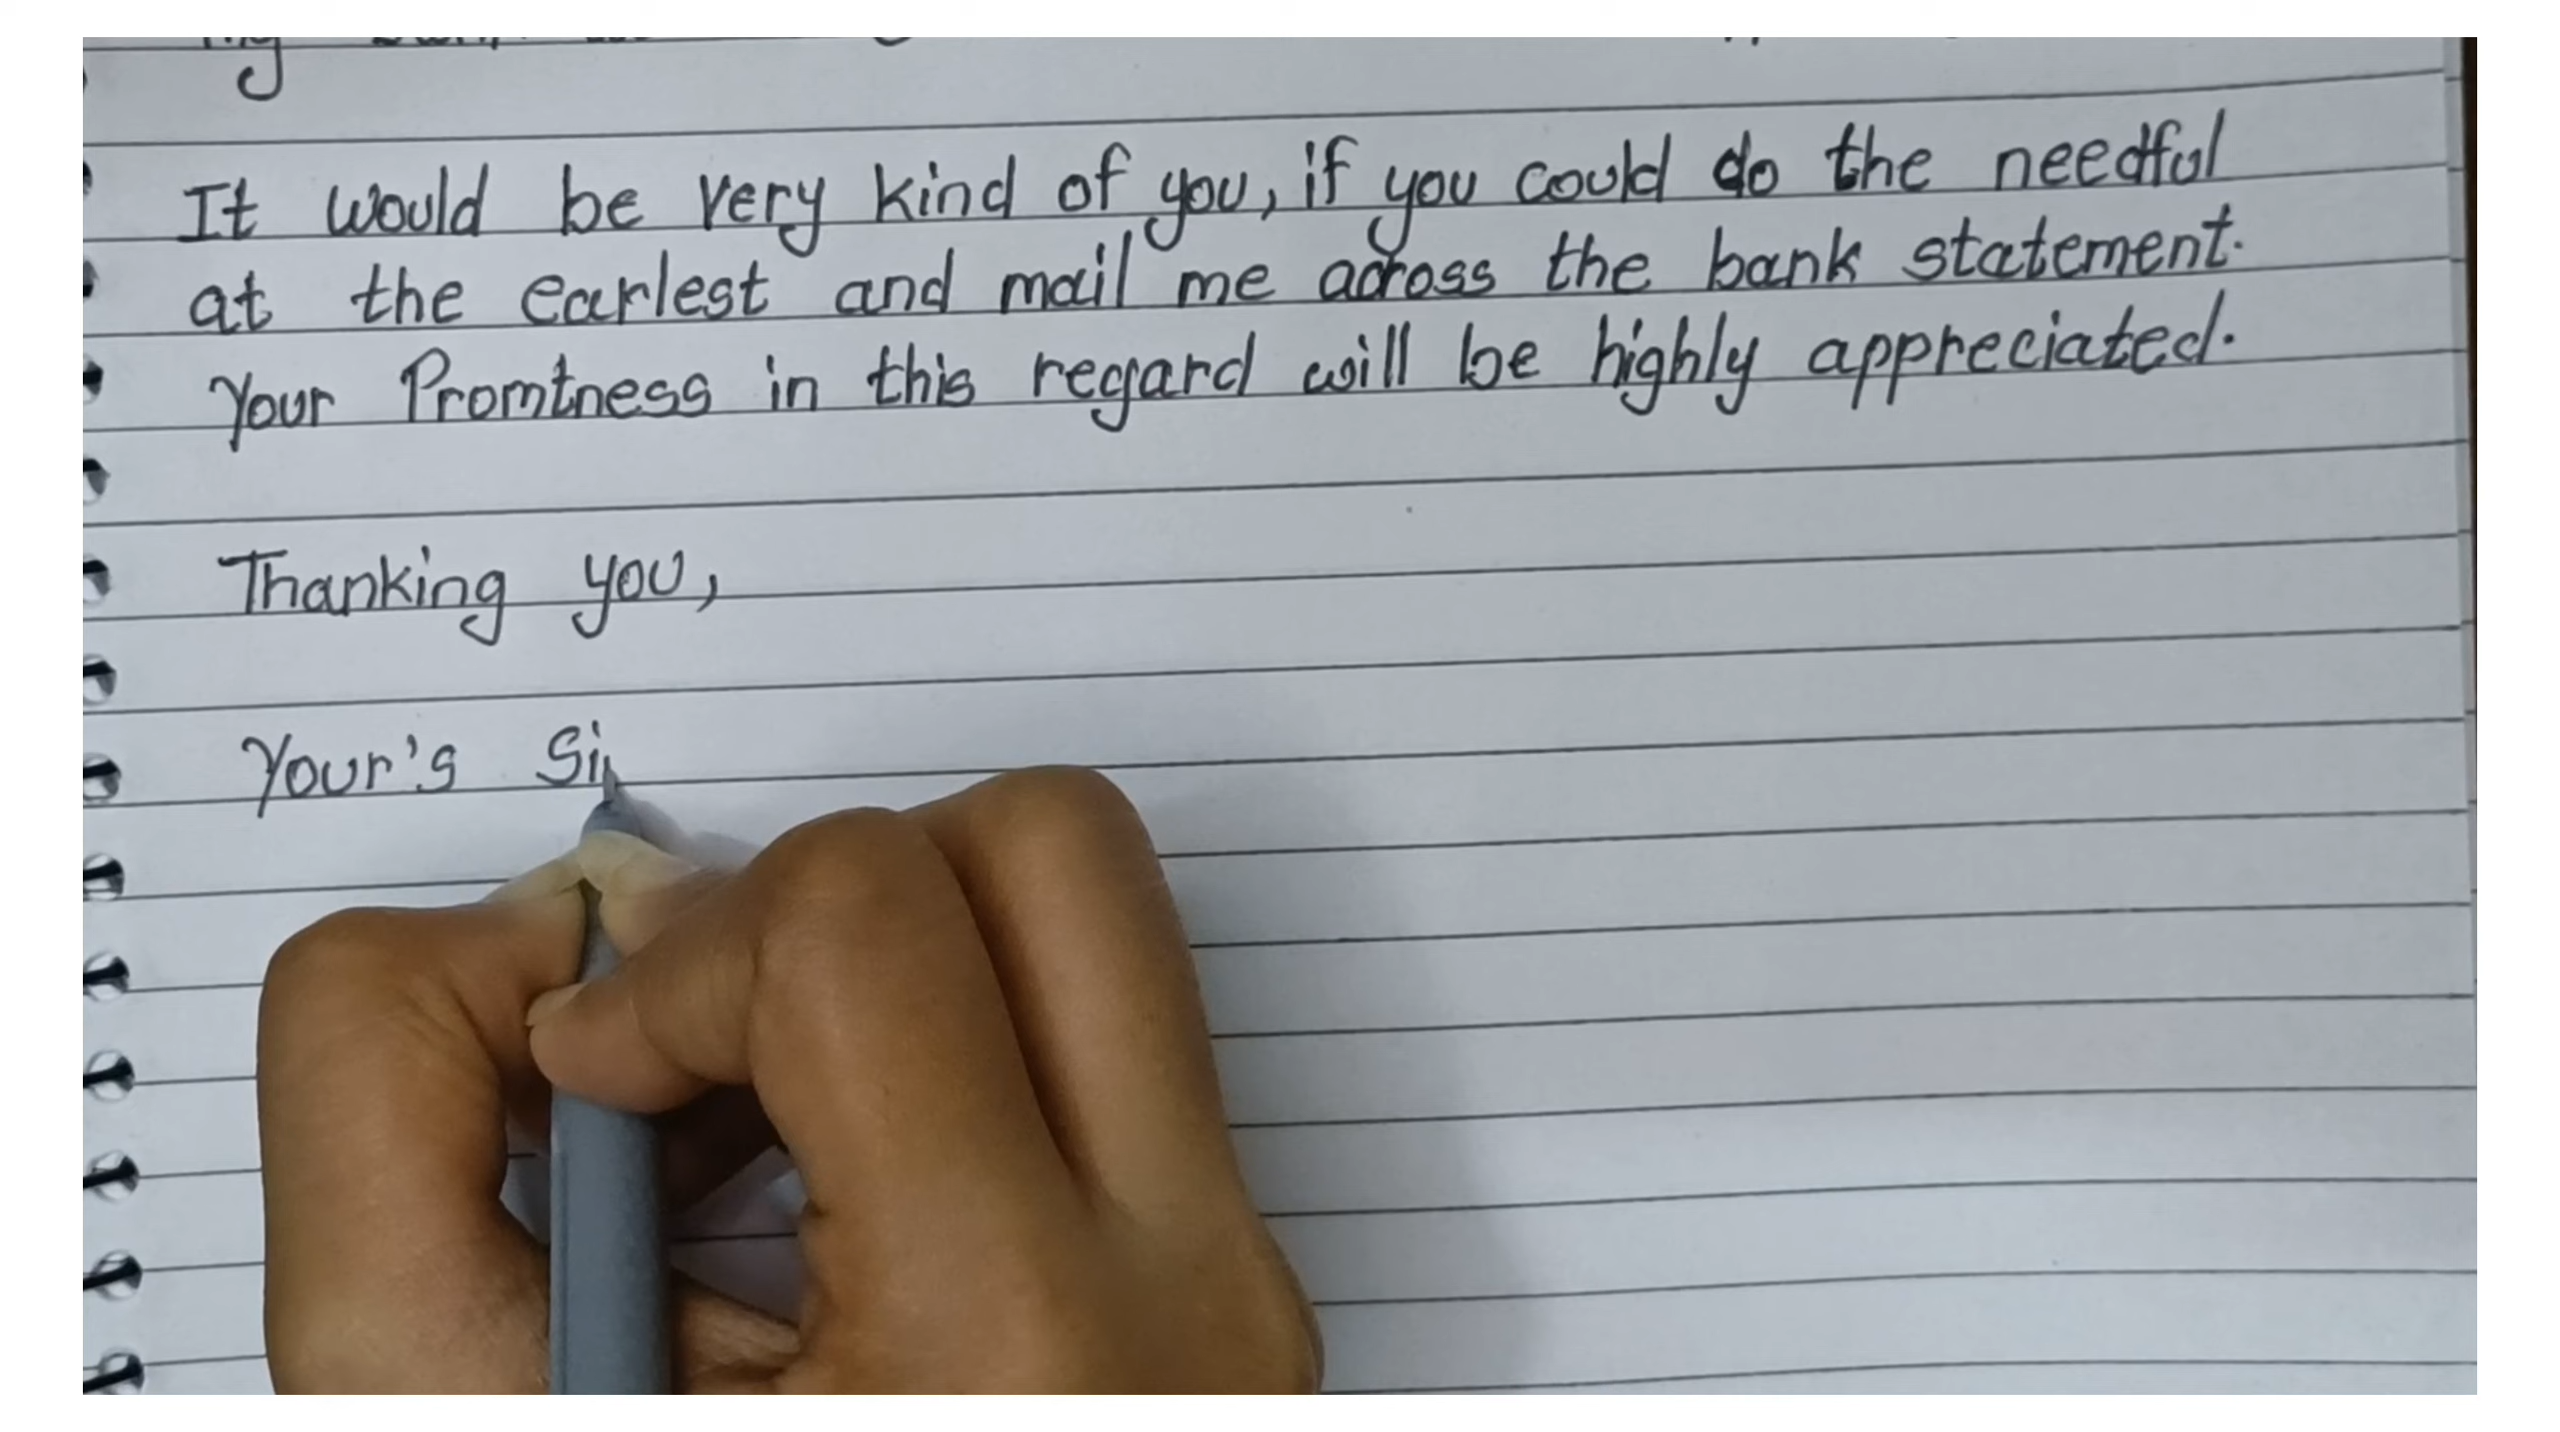 It would be very kind of you, if you could do the needful
at the earlest and mail me across the bank statement.
Your Promtness in this regard will be highly appreciated.
Thanking you,
Your's Si